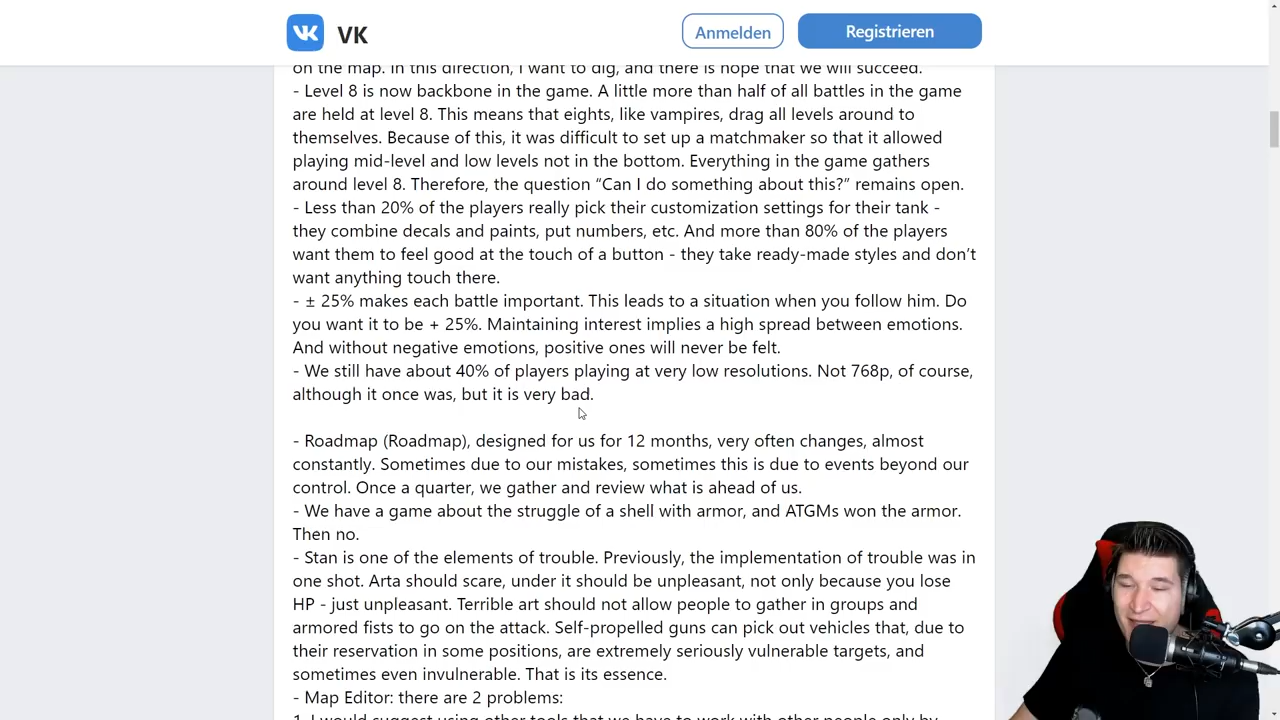 VK
Anmelden
Registrieren
on the map. In this direction, I want to dig, and there is hope that we will succeed.
- Level 8 is now backbone in the game. A little more than half of all battles in the game
are held at level 8. This means that eights, like vampires, drag all levels around to
themselves. Because of this, it was difficult to set up a matchmaker so that it allowed
playing mid-level and low levels not in the bottom. Everything in the game gathers
around level 8. Therefore, the question “Can I do something about this?” remains open.
- Less than 20% of the players really pick their customization settings for their tank -
they combine decals and paints, put numbers, etc. And more than 80% of the players
want them to feel good at the touch of a button - they take ready-made styles and don’t
want anything touch there.
- ± 25% makes each battle important. This leads to a situation when you follow him. Do
you want it to be + 25%. Maintaining interest implies a high spread between emotions.
And without negative emotions, positive ones will never be felt.
- We still have about 40% of players playing at very low resolutions. Not 768p, of course,
although it once was, but it is very bad.
- Roadmap (Roadmap), designed for us for 12 months, very often changes, almost
constantly. Sometimes due to our mistakes, sometimes this is due to events beyond our
control. Once a quarter, we gather and review what is ahead of us.
- We have a game about the struggle of a shell with armor, and ATGMs won the armor.
Then no.
- Stan is one of the elements of trouble. Previously, the implementation of trouble was in
one shot. Arta should scare, under it should be unpleasant, not only because you lose
HP - just unpleasant. Terrible art should not allow people to gather in groups and
armored fists to go on the attack. Self-propelled guns can pick out vehicles that, due to
their reservation in some positions, are extremely seriously vulnerable targets, and
sometimes even invulnerable. That is its essence.
- Map Editor: there are 2 problems:
1. I would suggest using other tools that we have to work with other people only by